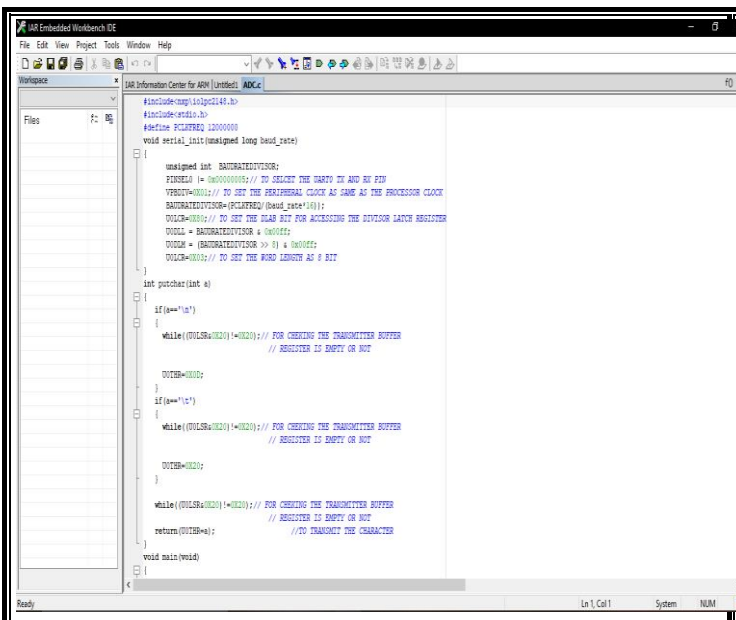 IAR Embedded Workbench IDE
File Edit View Project Tools Window Help
Workspace
Files
IAR Information Center for ARM | Untitled1 ADC.c
f()
#include<nxp\iolpc2148.h>
#include<stdio.h>
#define PCLKFREQ 12000000
void serial_init(unsigned long baud_rate)
{
unsigned int BAUDRATEDIVISOR;
PINSEL0 |= 0x00000005;// TO SELCET THE UART0 TX AND RX PIN
VPBDIV=0X01;// TO SET THE PERIPHERAL CLOCK AS SAME AS THE PROCESSOR CLOCK
BAUDRATEDIVISOR=(PCLKFREQ/(baud_rate*16));
U0LCR=0X80;// TO SET THE DLAB BIT FOR ACCESSING THE DIVISOR LATCH REGISTER
U0DLL = BAUDRATEDIVISOR & 0x00ff;
U0DLM = (BAUDRATEDIVISOR >> 8) & 0x00ff;
U0LCR=0X03;// TO SET THE WORD LENGTH AS 8 BIT
}
int putchar(int a)
{
if(a=='\n')
{
while((U0LSR&0X20)!=0X20);// FOR CHEKING THE TRANSMITTER BUFFER
// REGISTER IS EMPTY OR NOT
U0THR=0X0D;
}
if(a=='\t')
{
while((U0LSR&0X20)!=0X20);// FOR CHEKING THE TRANSMITTER BUFFER
// REGISTER IS EMPTY OR NOT
U0THR=0X20;
}
while((U0LSR&0X20)!=0X20);// FOR CHEKING THE TRANSMITTER BUFFER
// REGISTER IS EMPTY OR NOT
return(U0THR=a); //TO TRANSMIT THE CHARACTER
}
void main(void)
{
Ready
Ln 1, Col 1 System NUM